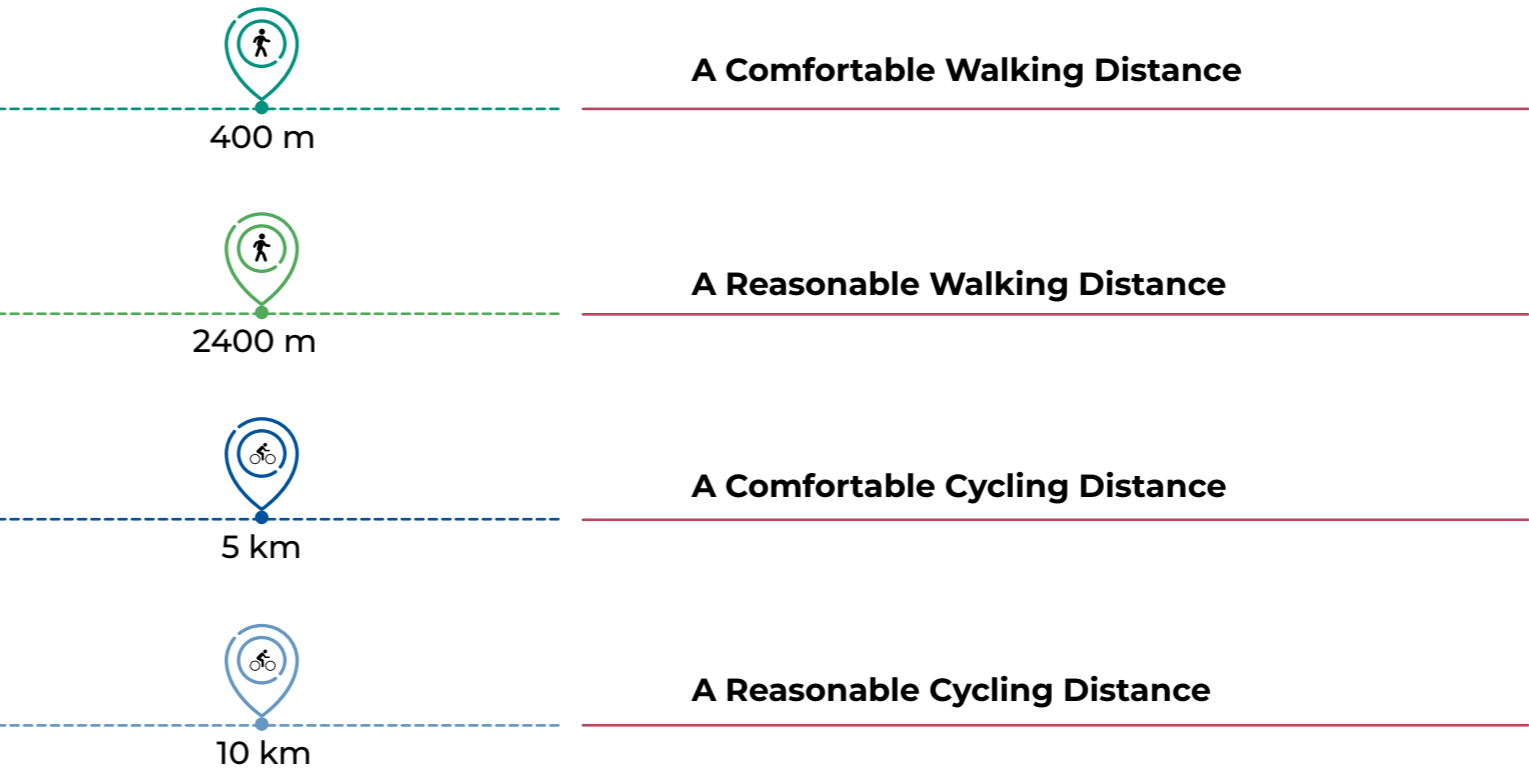 A Comfortable Walking Distance
400 m
A Reasonable Walking Distance
2400 m
A Comfortable Cycling Distance
5 km
A Reasonable Cycling Distance
10 km